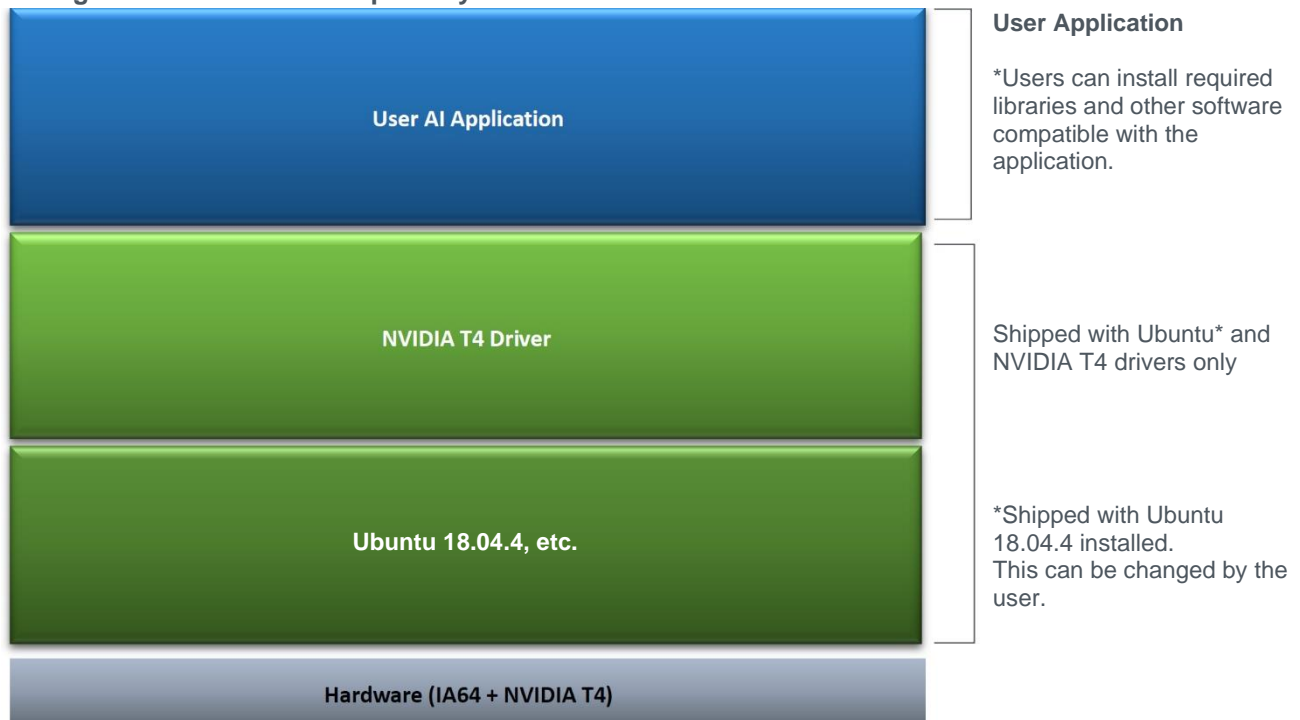 User Application
*Users can install required
libraries and other software
compatible with the
application.
User AI Application
NVIDIA T4 Driver
Shipped with Ubuntu* and
NVIDIA T4 drivers only
Ubuntu 18.04.4, etc.
*Shipped with Ubuntu
18.04.4 installed.
This can be changed by the
user.
Hardware (IA64 + NVIDIA T4)